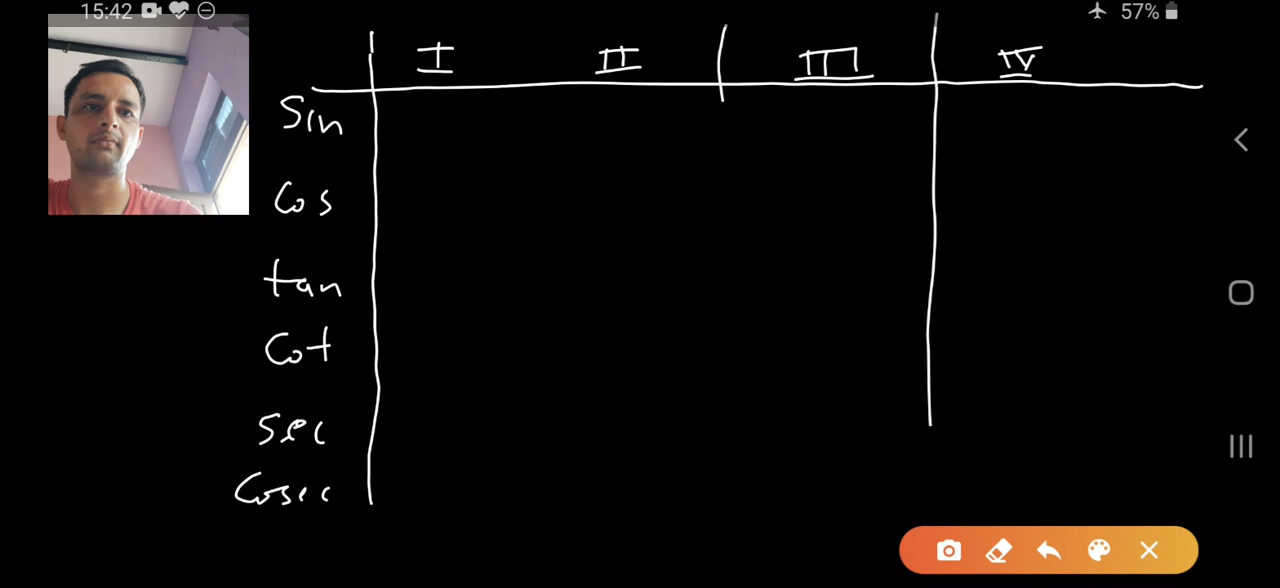 15:42 57%
I II III IV
Sin
Cos
tan
Cot
Sec
Cosec